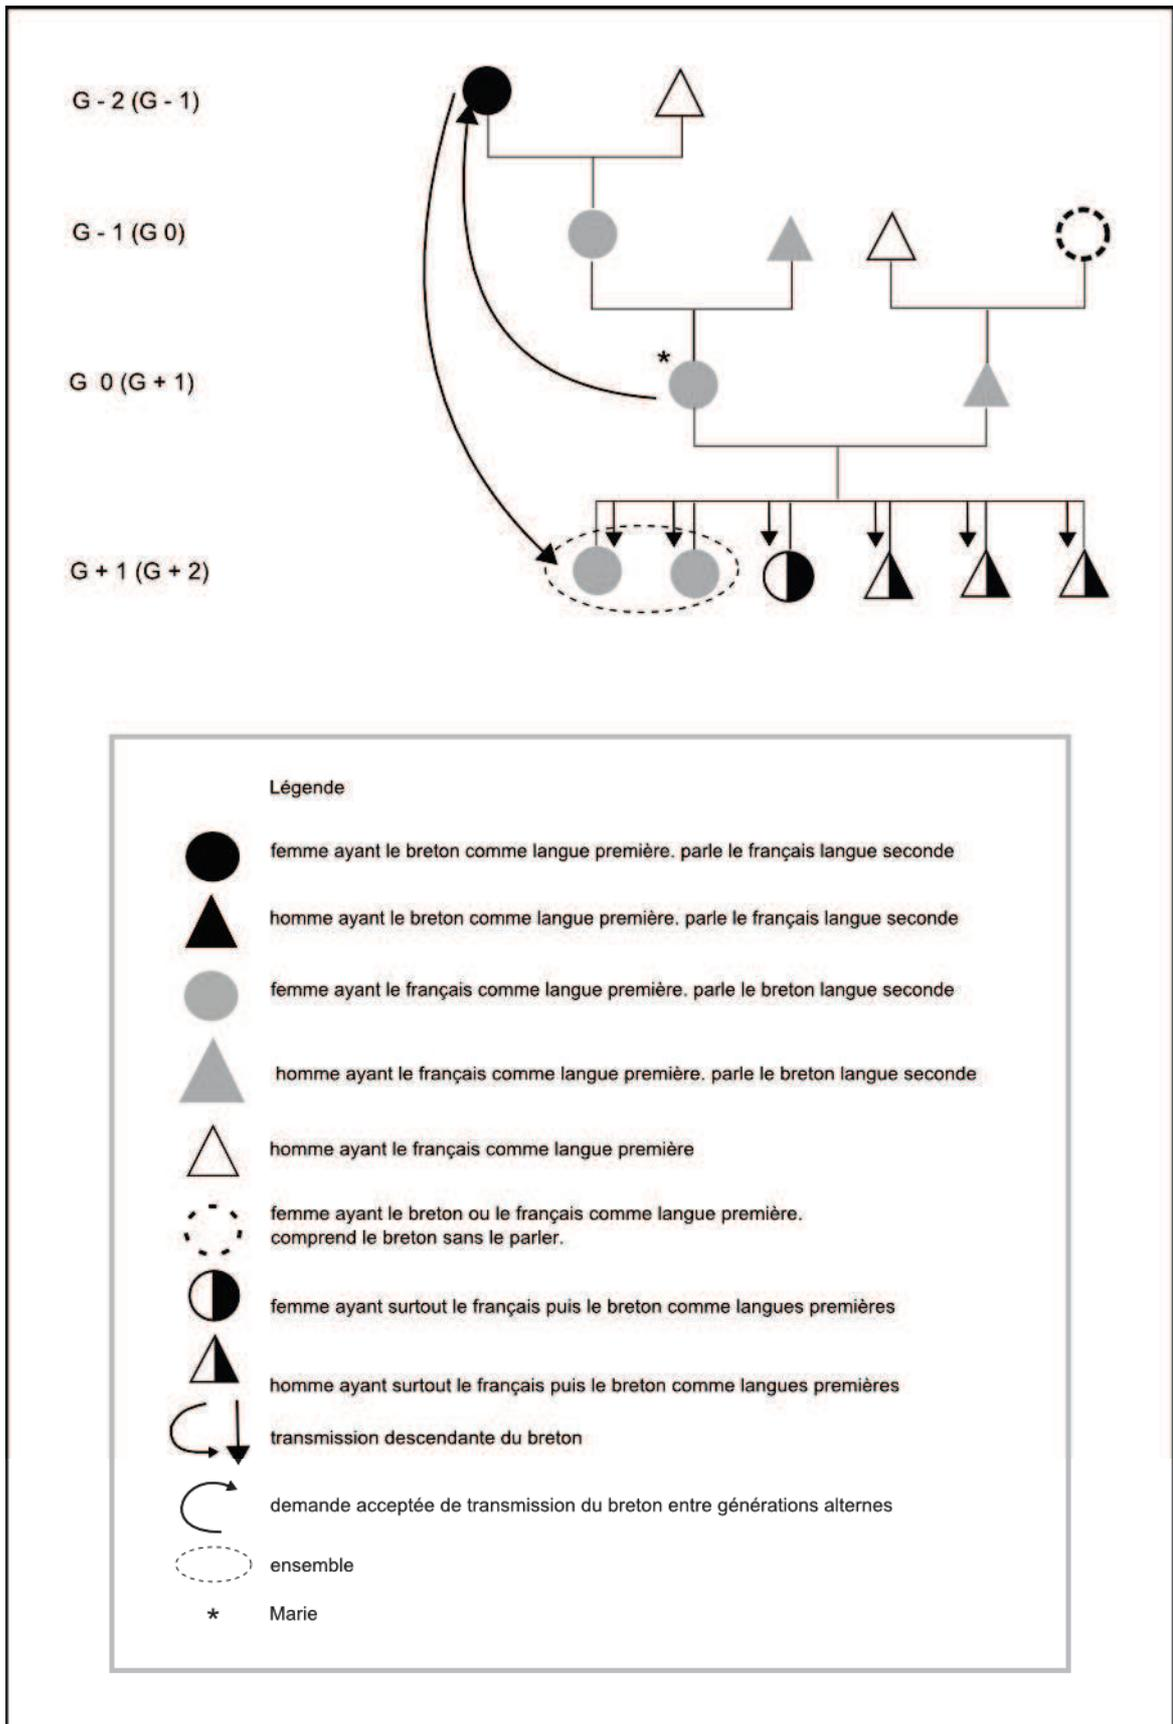 G - 2 (G - 1)
G - 1 (G 0)
*
G 0 (G + 1)
G + 1 (G + 2)
Légende
femme ayant le breton comme langue première. parle le français langue seconde
homme ayant le breton comme langue première. parle le français langue seconde
femme ayant le français comme langue première. parle le breton langue seconde
homme ayant le français comme langue première. parle le breton langue seconde
homme ayant le français comme langue première
femme ayant le breton ou le français comme langue première.
comprend le breton sans le parler.
femme ayant surtout le français puis le breton comme langues premières
homme ayant surtout le français puis le breton comme langues premières
transmission descendante du breton
demande acceptée de transmission du breton entre générations alternes
ensemble
* Marie